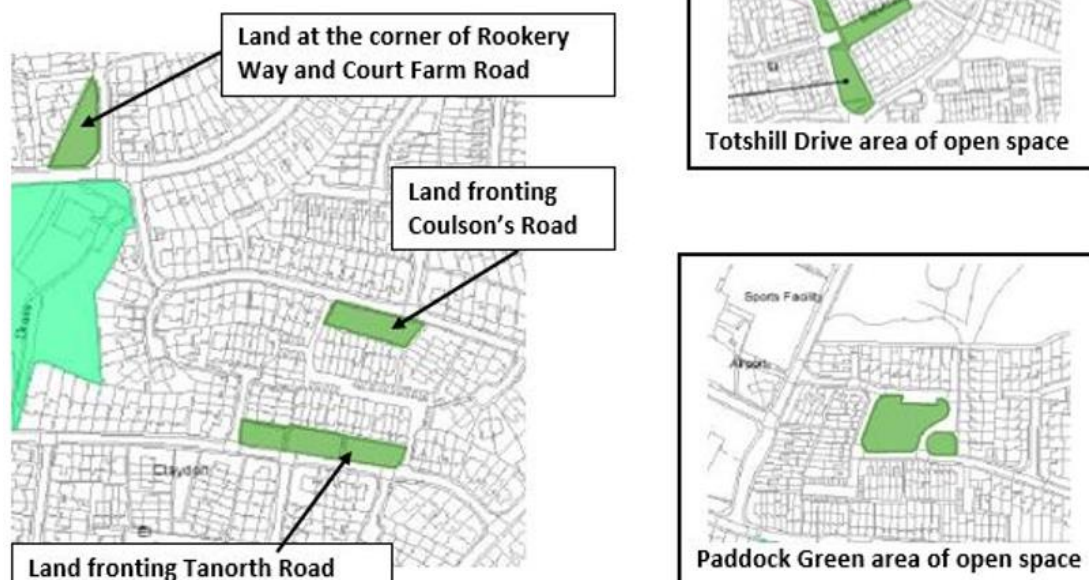 Land at the corner of Rookery
Way and Court Farm Road
Land fronting
Coulson’s Road
Claydon
Land fronting Tanorth Road
Totshill Drive area of open space
Sports Facility
Airport
Paddock Green area of open space